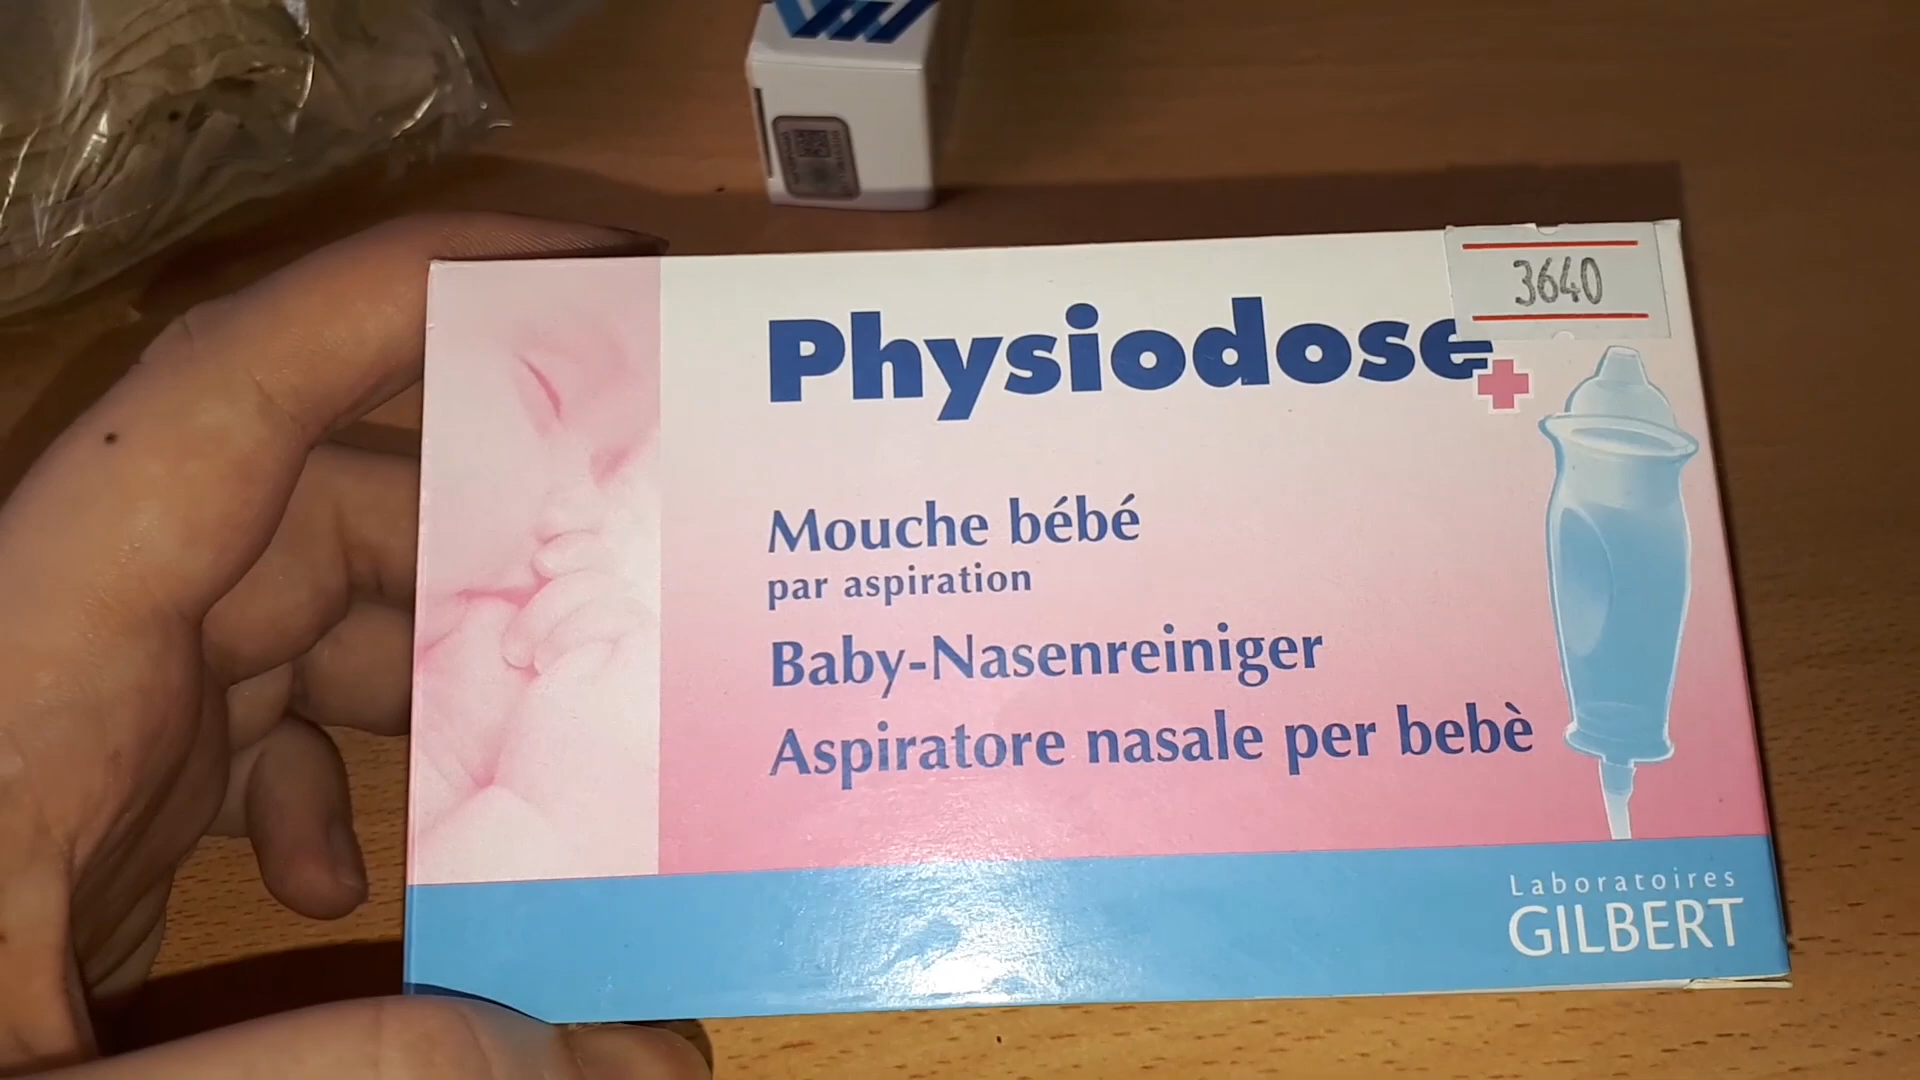 3640
Physiodose
Mouche bébé
par aspiration
Baby-Nasenreiniger
Aspiratore nasale per bebè
Laboratoires
GILBERT